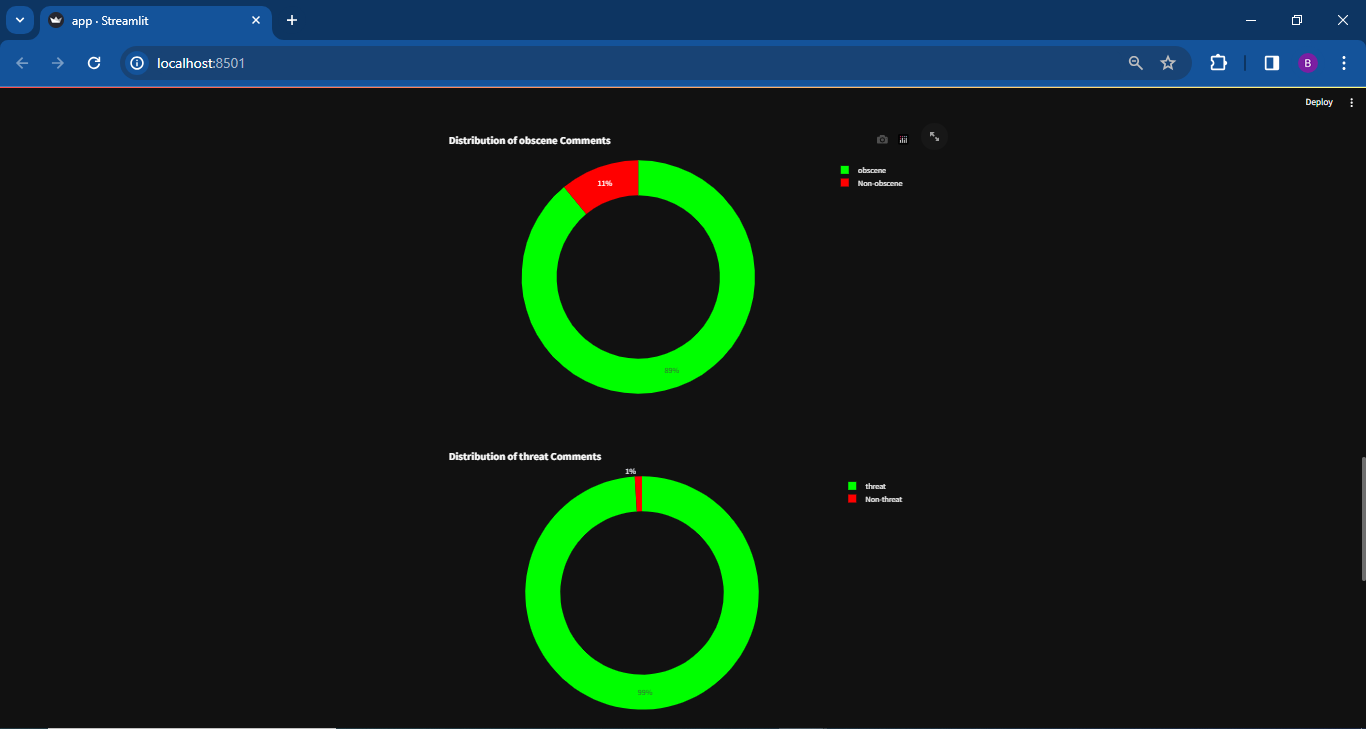 app · Streamlit
localhost:8501
B
Deploy
Distribution of obscene Comments
obscene
Non-obscene
11%
89%
Distribution of threat Comments
1%
threat
Non-threat
99%